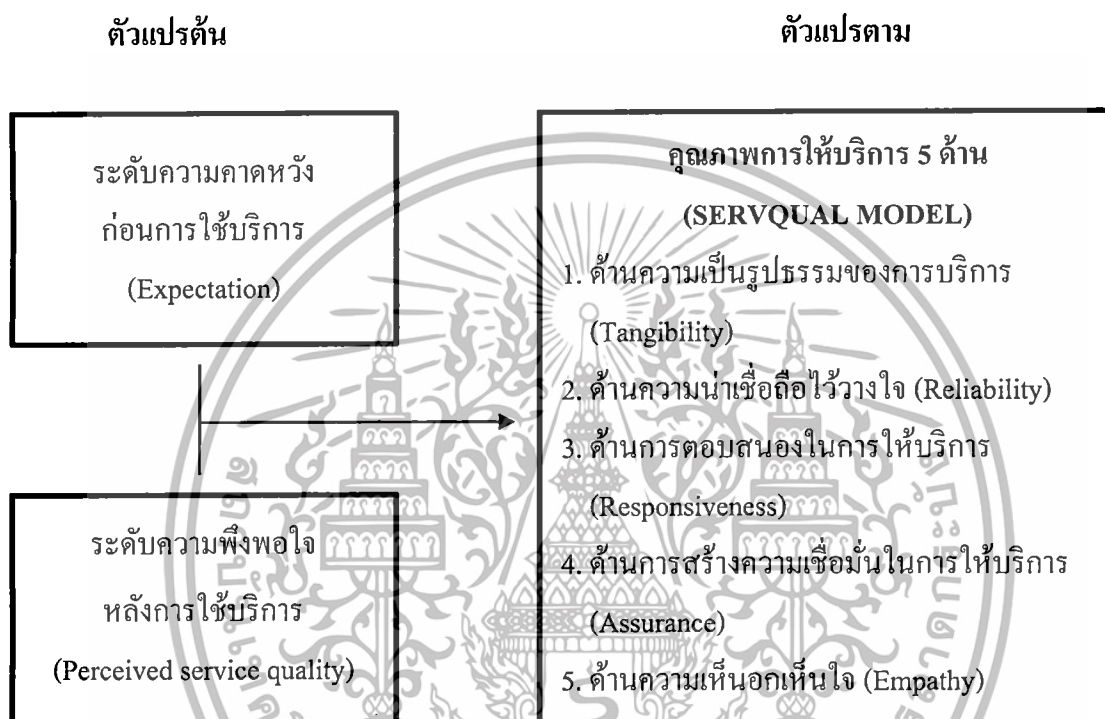 ตัวแปรต้น
ตัวแปรตาม
ระดับความคาดหวัง
ก่อนการใช้บริการ
(Expectation)
ระดับความพึงพอใจ
หลังการใช้บริการ
(Perceived service quality)
คุณภาพการให้บริการ 5 ด้าน
(SERVQUAL MODEL)
1. ด้านความเป็นรูปธรรมของการบริการ
(Tangibility)
2. ด้านความน่าเชื่อถือไว้วางใจ (Reliability)
3. ด้านการตอบสนองในการให้บริการ
(Responsiveness)
4. ด้านการสร้างความเชื่อมั่นในการให้บริการ
(Assurance)
5. ด้านความเห็นอกเห็นใจ (Empathy)